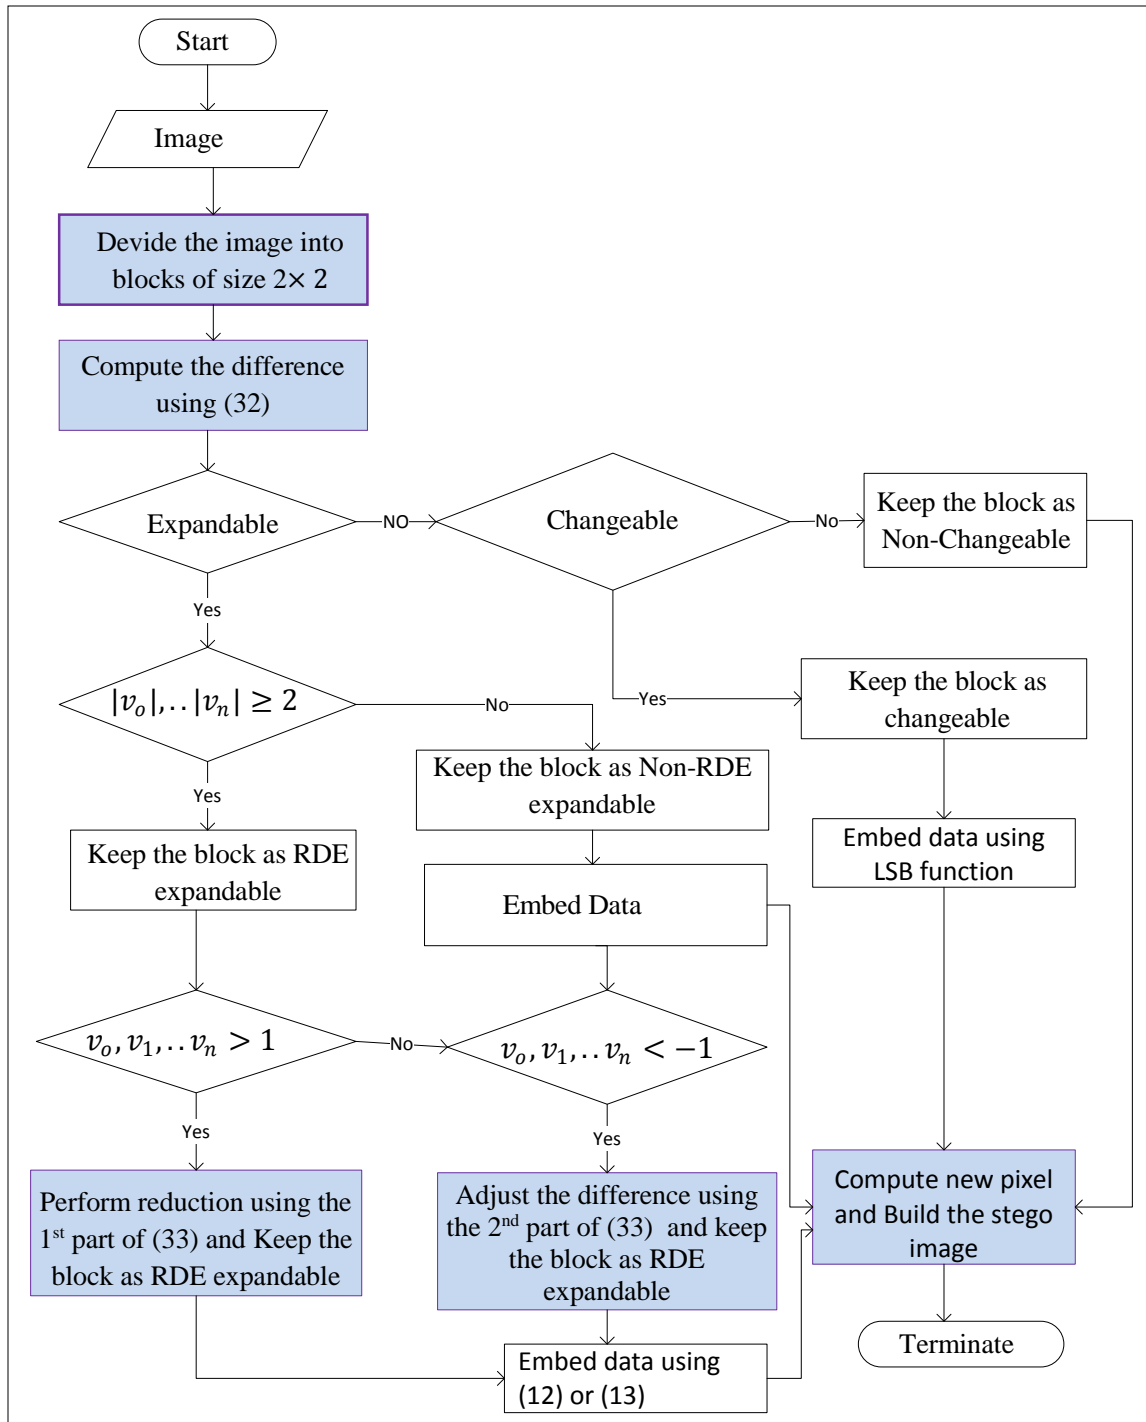 Start
Image
Devide the image into
blocks of size 2× 2
Compute the difference
using (32)
Expandable
NO
Changeable
No
Keep the block as
Non-Changeable
Yes
|v_o|,..|v_n| ≥ 2
No
Yes
Keep the block as
changeable
Keep the block as Non-RDE
expandable
Yes
Keep the block as RDE
expandable
Embed data using
LSB function
Embed Data
v_o, v_1,..v_n > 1
No
v_o, v_1,..v_n < −1
Yes
Yes
Perform reduction using the
1st part of (33) and Keep the
block as RDE expandable
Adjust the difference using
the 2nd part of (33) and keep
the block as RDE
expandable
Compute new pixel
and Build the stego
image
Embed data using
(12) or (13)
Terminate